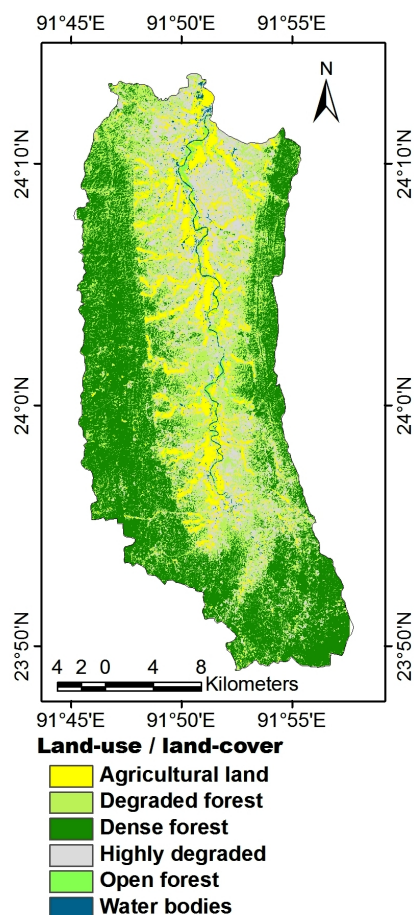 91°45'E 91°50'E 91°55'E
N
24°10'N 24°10'N
24°0'N 24°0'N
23°50'N 23°50'N
4 2 0 4 8
Kilometers
91°45'E 91°50'E 91°55'E
Land-use / land-cover
Agricultural land
Degraded forest
Dense forest
Highly degraded
Open forest
Water bodies